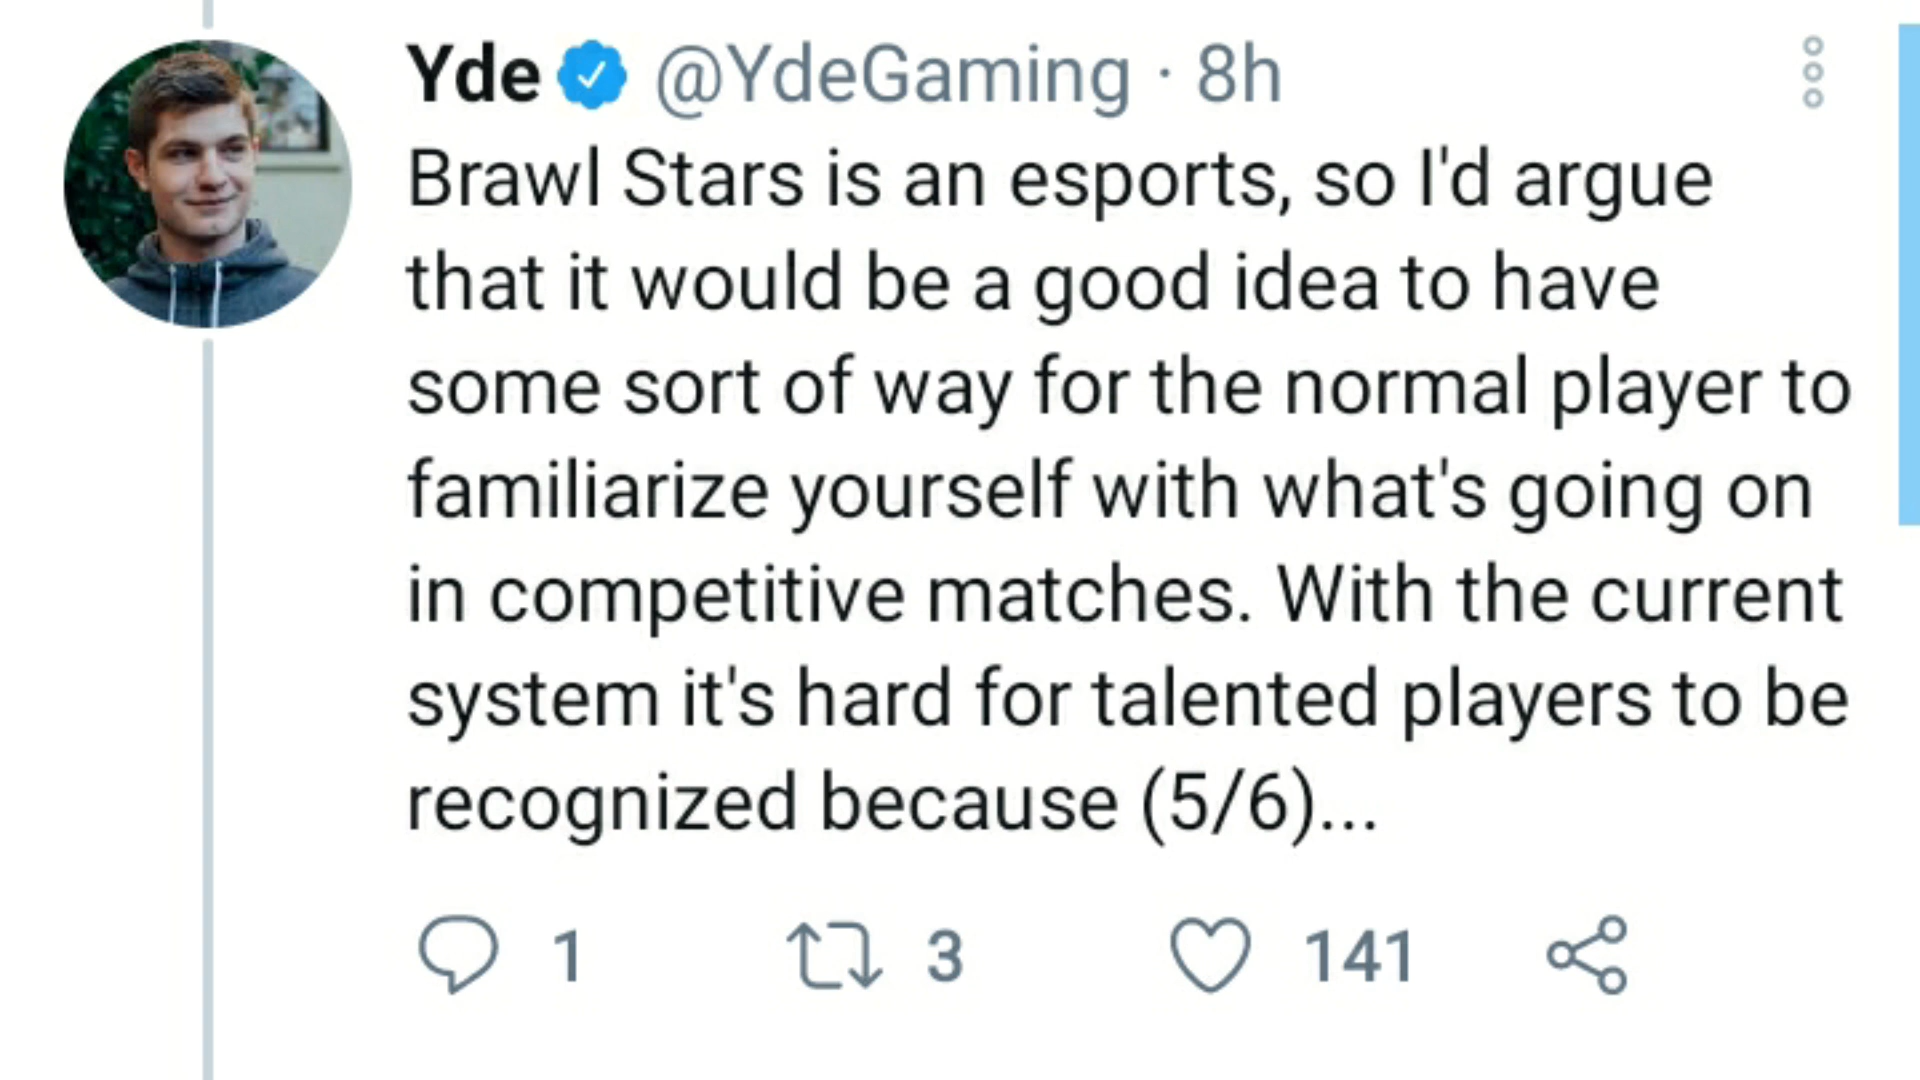 Yde @YdeGaming · 8h
Brawl Stars is an esports, so I'd argue
that it would be a good idea to have
some sort of way for the normal player to
familiarize yourself with what's going on
in competitive matches. With the current
system it's hard for talented players to be
recognized because (5/6)...
1 3 141